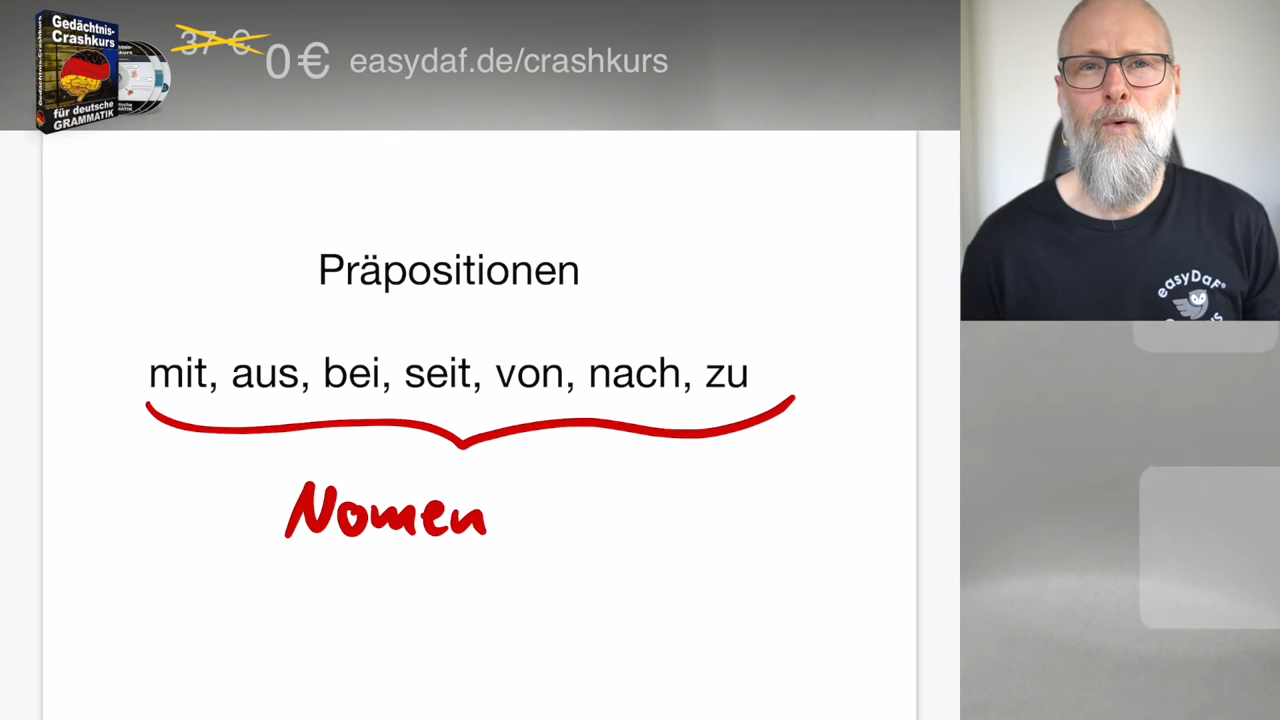 Gedächtnis-
Crashkurs
für deutsche
GRAMMATIK
37 €
0 €
easydaf.de/crashkurs
easyDaF®
Präpositionen
mit, aus, bei, seit, von, nach, zu
Nomen